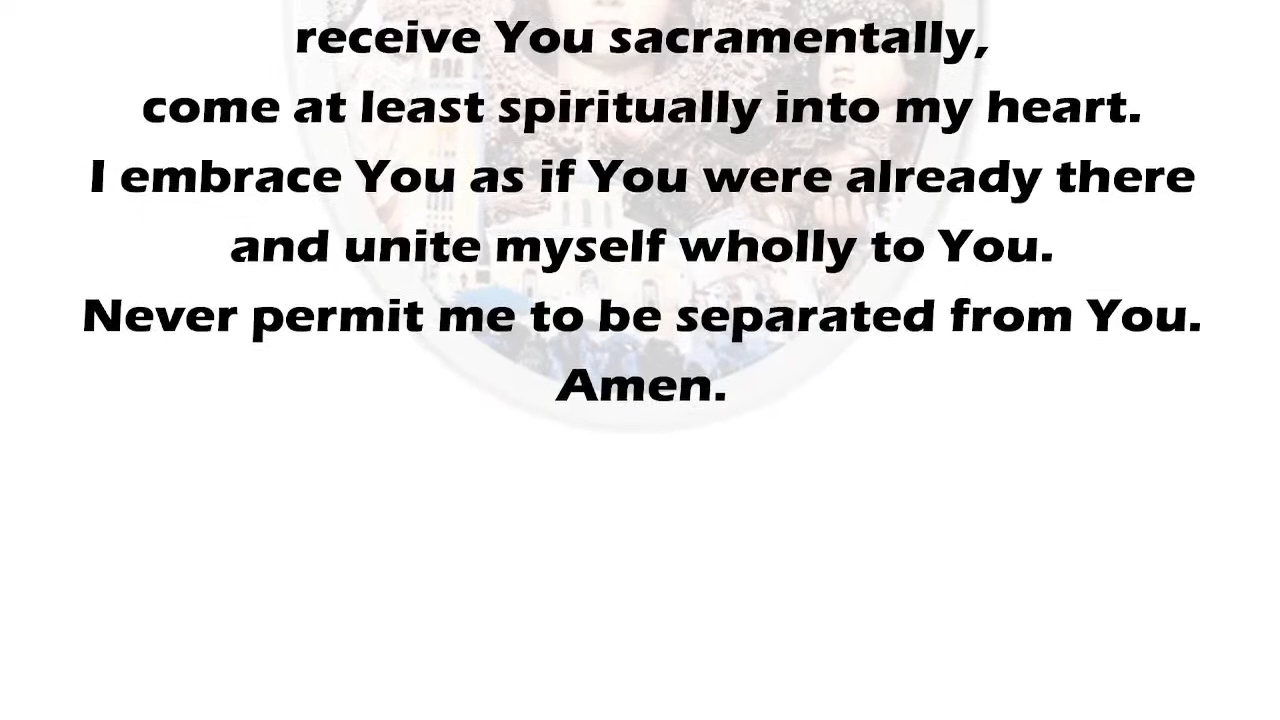 receive You sacramentally,
come at least spiritually into my heart.
I embrace You as if You were already there
and unite myself wholly to You.
Never permit me to be separated from You.
Amen.